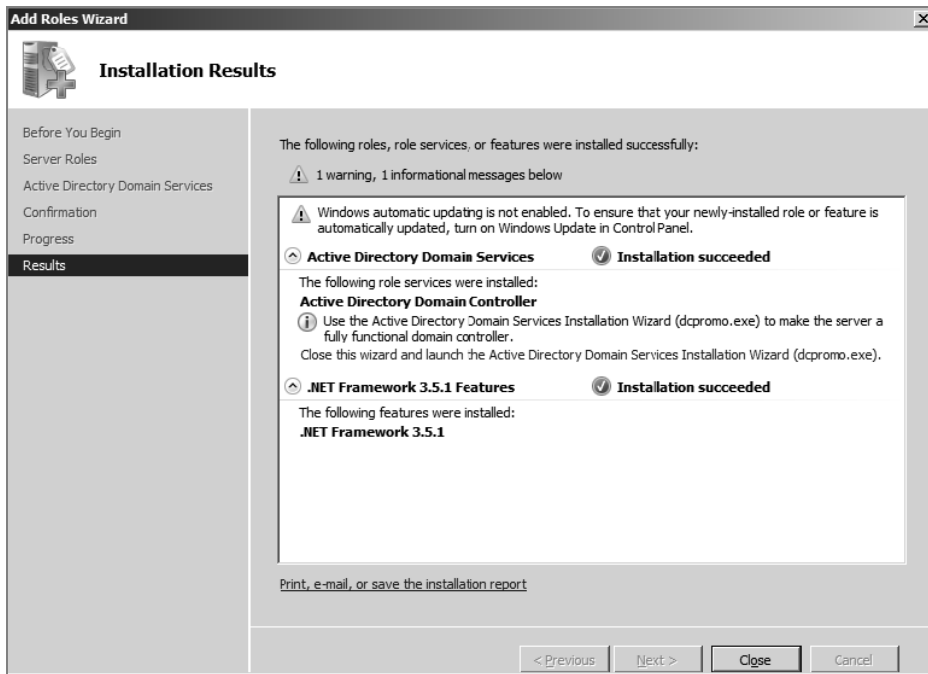 Add Roles Wizard
Installation Results
Before You Begin
Server Roles
Active Directory Domain Services
Confirmation
Progress
Results
The following roles, role services, or features were installed successfully:
1 warning, 1 informational messages below
Windows automatic updating is not enabled. To ensure that your newly-installed role or feature is
automatically updated, turn on Windows Update in Control Panel.
Active Directory Domain Services Installation succeeded
The following role services were installed:
Active Directory Domain Controller
Use the Active Directory Domain Services Installation Wizard (dcpromo.exe) to make the server a
fully functional domain controller.
Close this wizard and launch the Active Directory Domain Services Installation Wizard (dcpromo.exe).
.NET Framework 3.5.1 Features Installation succeeded
The following features were installed:
.NET Framework 3.5.1
Print, e-mail, or save the installation report
< Previous Next > Close Cancel